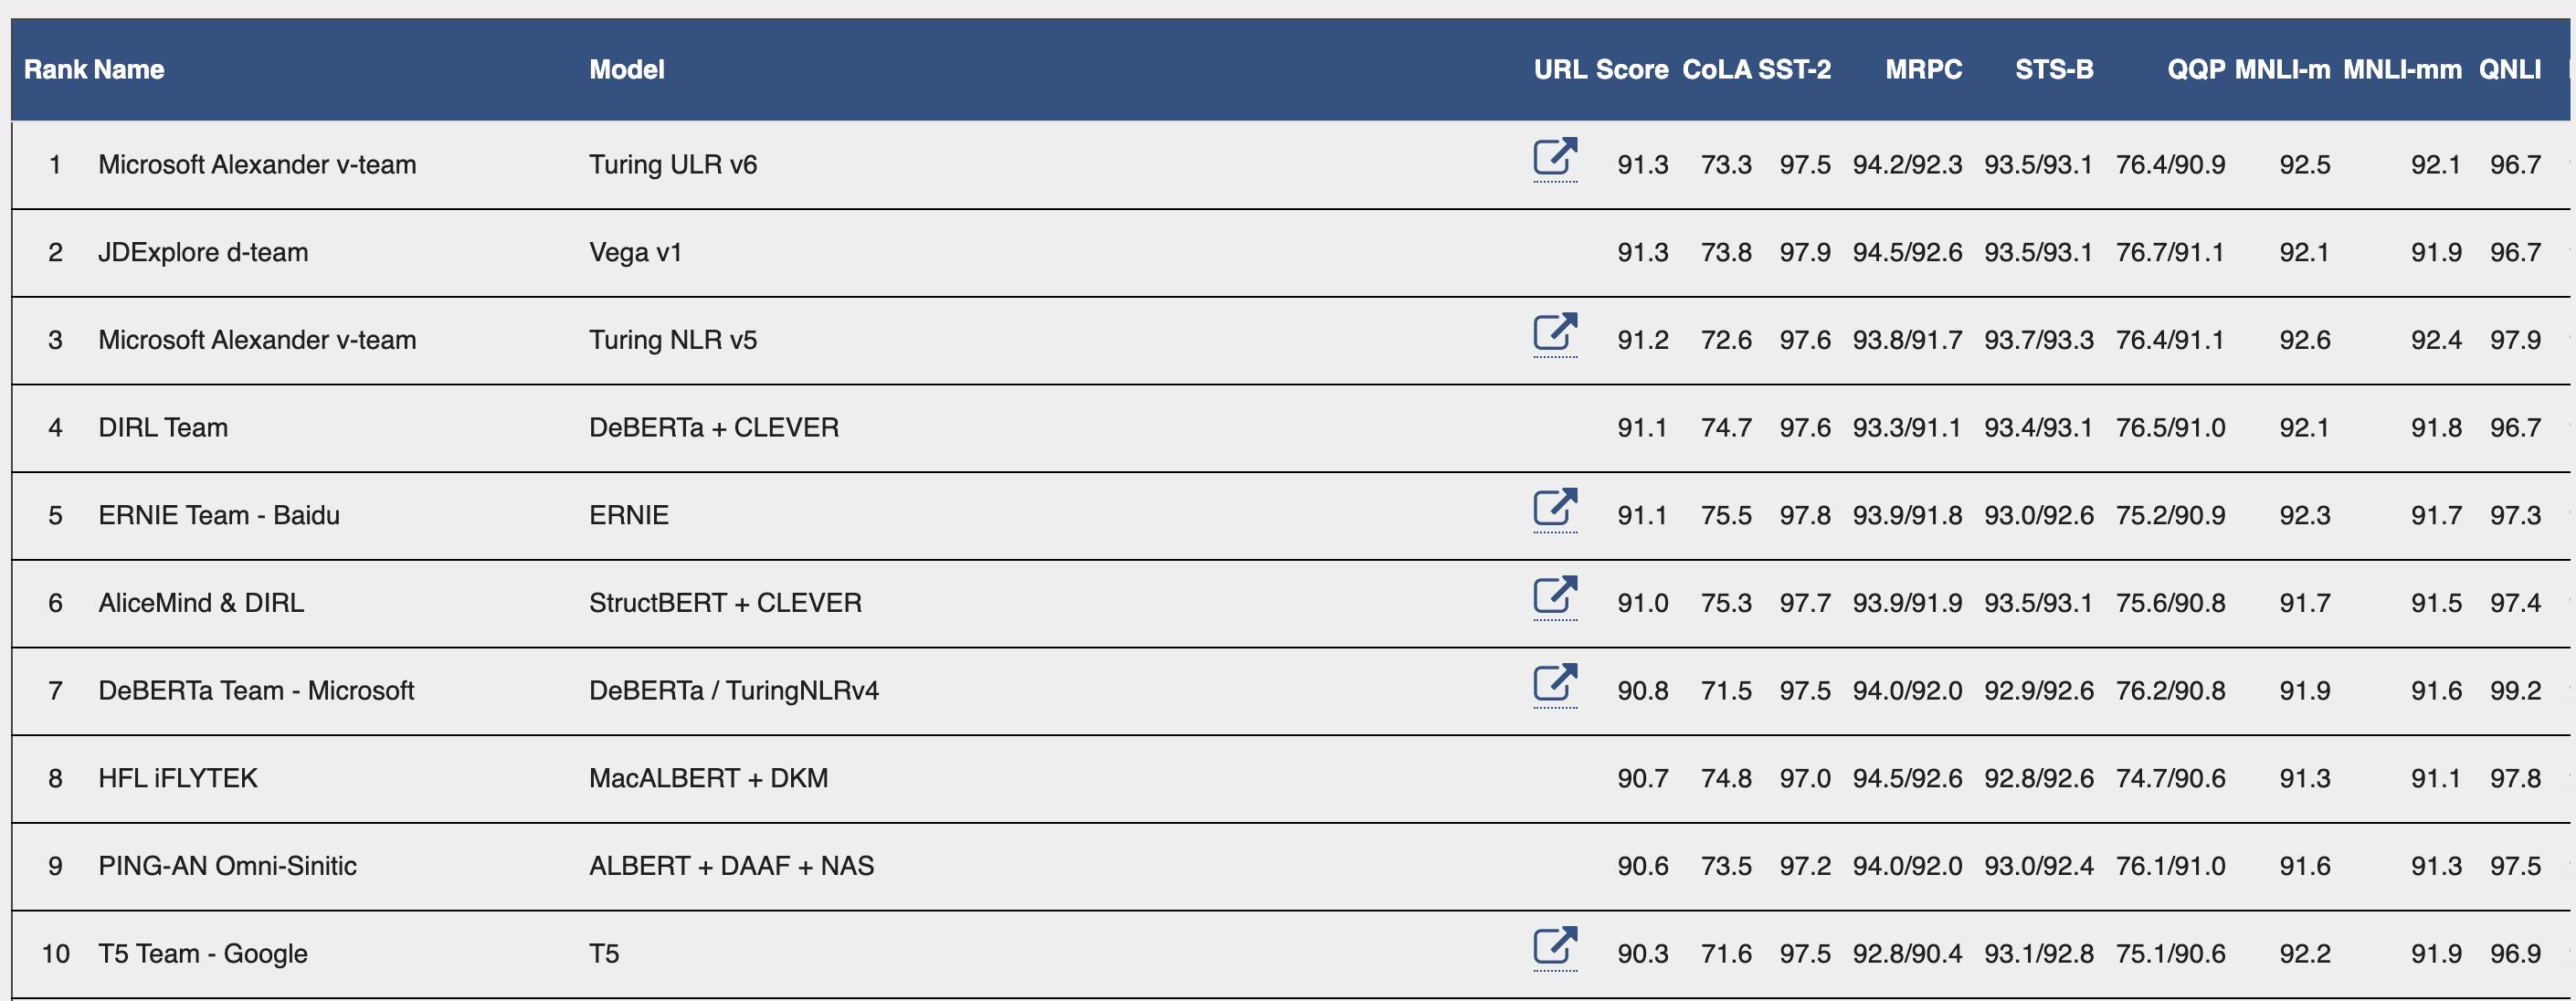 Rank Name Model URL Score CoLA SST-2 MRPC STS-B QQP MNLI-m MNLI-mm QNLI
1 Microsoft Alexander v-team Turing ULR v6 91.3 73.3 97.5 94.2/92.3 93.5/93.1 76.4/90.9 92.5 92.1 96.7
2 JDExplore d-team Vega v1 91.3 73.8 97.9 94.5/92.6 93.5/93.1 76.7/91.1 92.1 91.9 96.7
3 Microsoft Alexander v-team Turing NLR v5 91.2 72.6 97.6 93.8/91.7 93.7/93.3 76.4/91.1 92.6 92.4 97.9
4 DIRL Team DeBERTa + CLEVER 91.1 74.7 97.6 93.3/91.1 93.4/93.1 76.5/91.0 92.1 91.8 96.7
5 ERNIE Team - Baidu ERNIE 91.1 75.5 97.8 93.9/91.8 93.0/92.6 75.2/90.9 92.3 91.7 97.3
6 AliceMind & DIRL StructBERT + CLEVER 91.0 75.3 97.7 93.9/91.9 93.5/93.1 75.6/90.8 91.7 91.5 97.4
7 DeBERTa Team - Microsoft DeBERTa / TuringNLRv4 90.8 71.5 97.5 94.0/92.0 92.9/92.6 76.2/90.8 91.9 91.6 99.2
8 HFL iFLYTEK MacALBERT + DKM 90.7 74.8 97.0 94.5/92.6 92.8/92.6 74.7/90.6 91.3 91.1 97.8
9 PING-AN Omni-Sinitic ALBERT + DAAF + NAS 90.6 73.5 97.2 94.0/92.0 93.0/92.4 76.1/91.0 91.6 91.3 97.5
10 T5 Team - Google T5 90.3 71.6 97.5 92.8/90.4 93.1/92.8 75.1/90.6 92.2 91.9 96.9